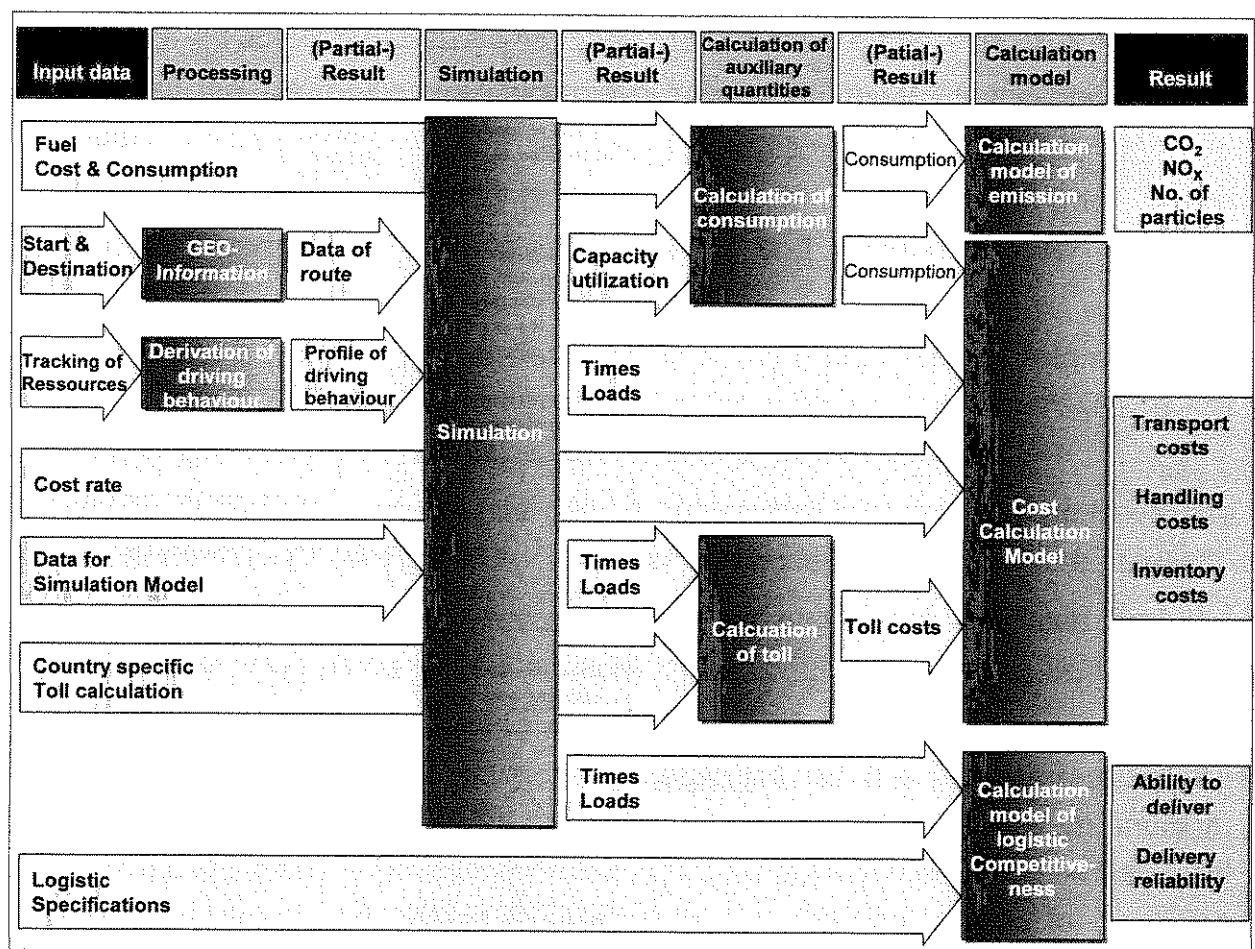 Input data
Processing
(Partial-)
Result
Simulation
(Partial-)
Result
Calculation of
auxiliary
quantities
(Patial-)
Result
Calculation
model
Result
Fuel
Cost & Consumption
Calculation of
consumption
Consumption
Calculation
model of
emission
CO₂
NOₓ
No. of
particles
Start &
Destination
GEO-
Information
Data of
route
Capacity
utilization
Consumption
Tracking of
Ressources
Derivation of
driving
behaviour
Profile of
driving
behaviour
Simulation
Times
Loads
Cost rate
Cost
Calculation
Model
Transport
costs
Handling
costs
Inventory
costs
Data for
Simulation Model
Times
Loads
Calcuation
of toll
Toll costs
Country specific
Toll calculation
Times
Loads
Calculation
model of
logistic
Competitive-
ness
Ability to
deliver
Delivery
reliability
Logistic
Specifications